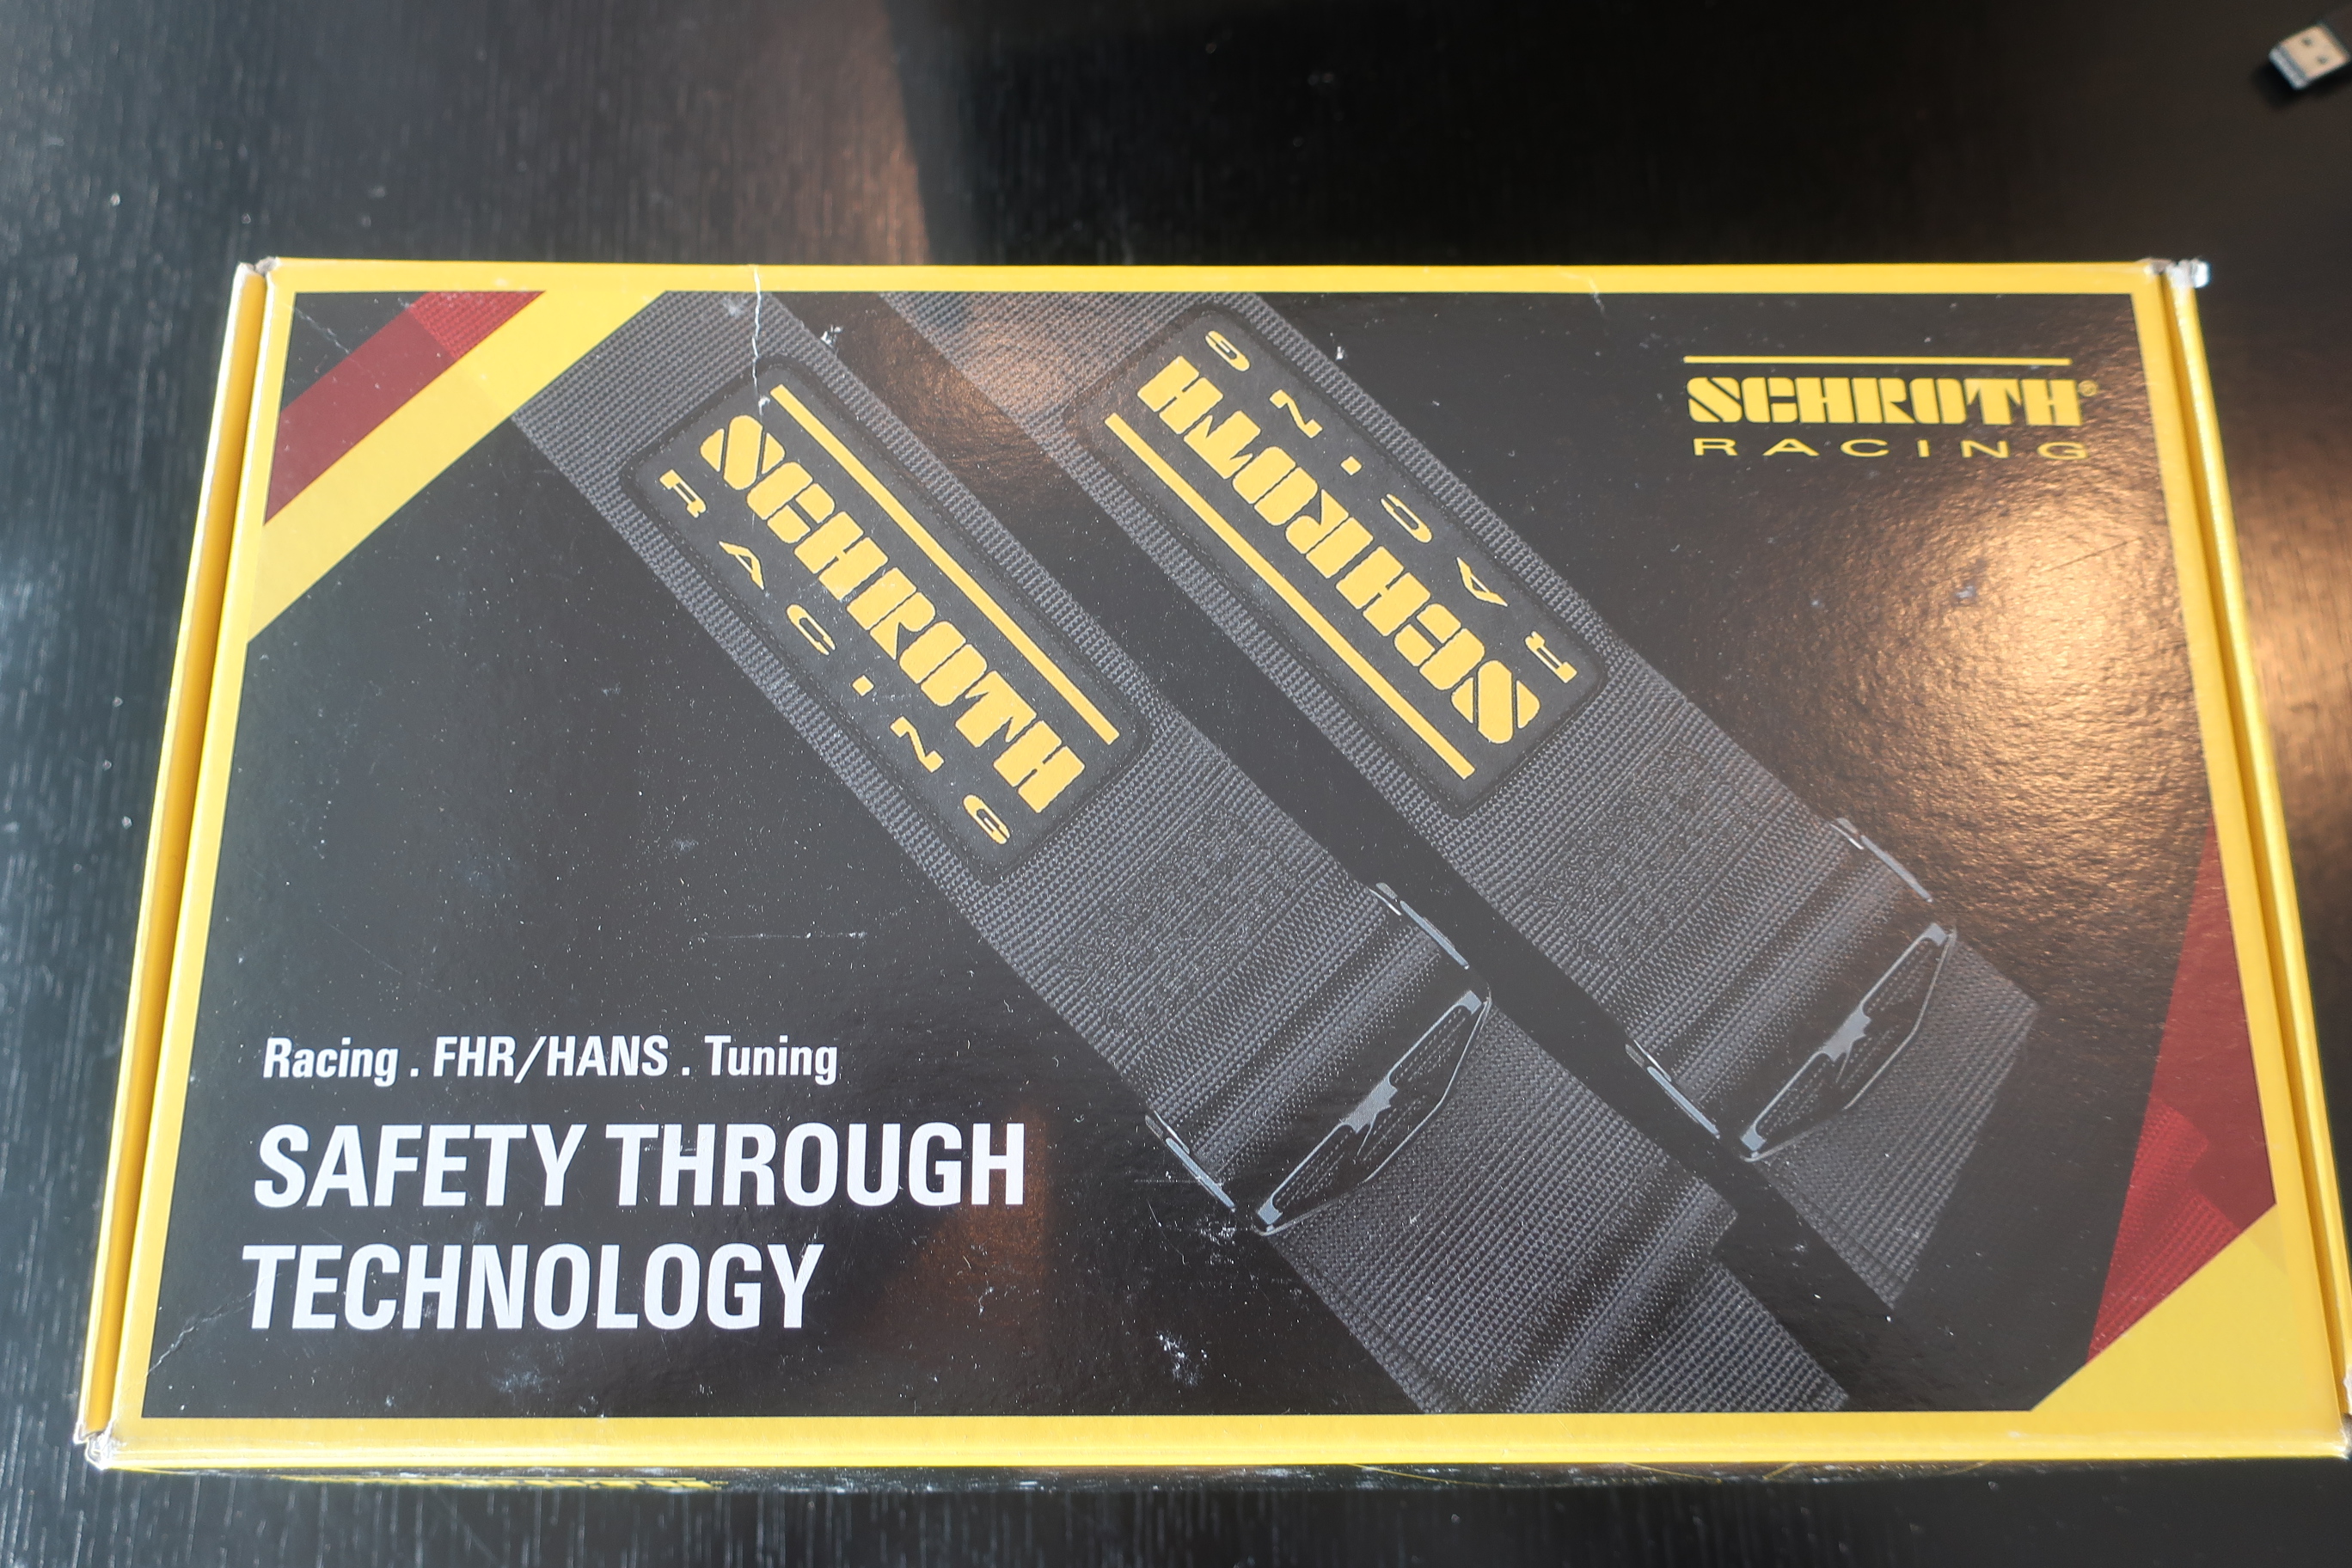 SCHROTH
RACING
SCHROTH
RACING
SCHROTH®
RACING
Racing . FHR/HANS . Tuning
SAFETY THROUGH
TECHNOLOGY